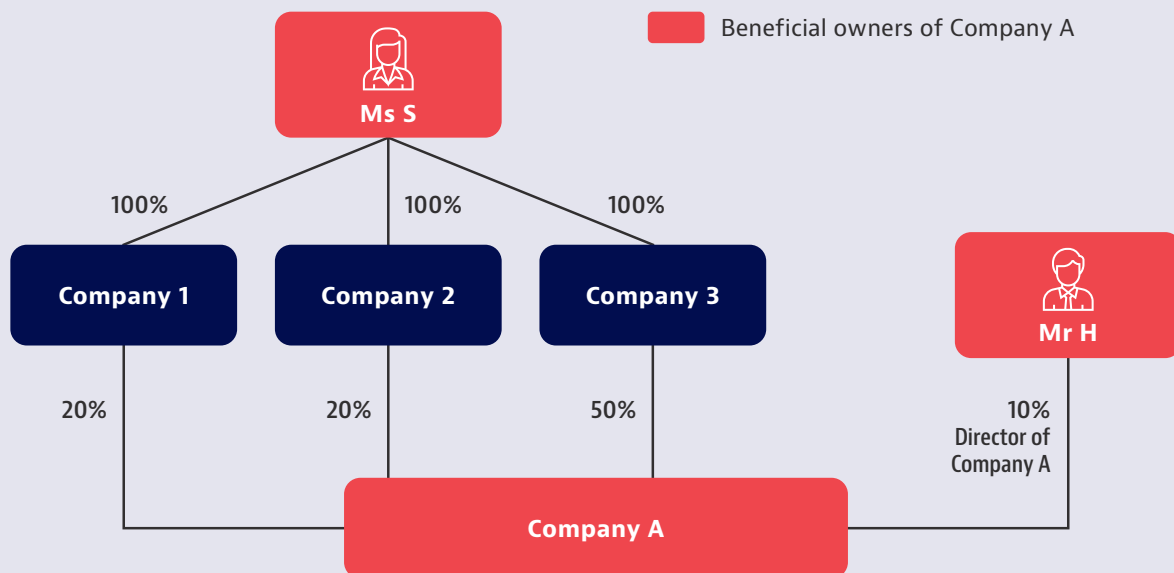 Beneficial owners of Company A
Ms S
100%
100%
100%
Company 1
Company 2
Company 3
Mr H
20%
20%
50%
10%
Director of
Company A
Company A